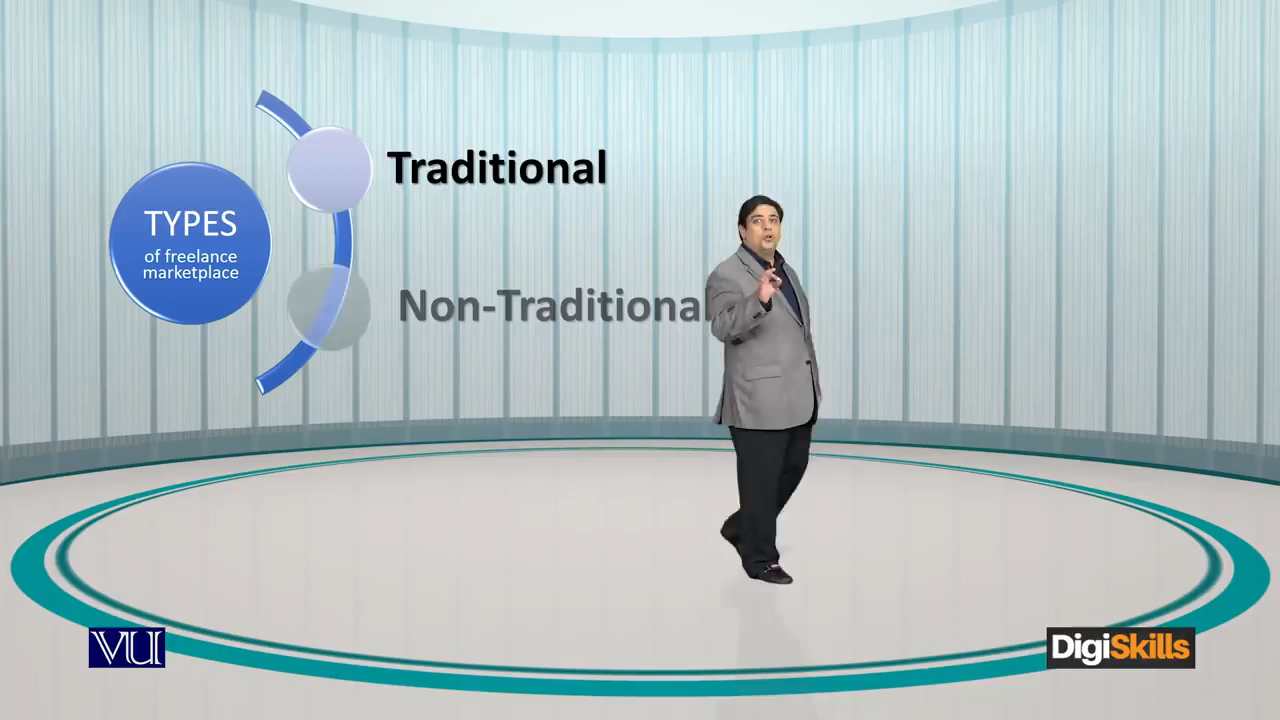 TYPES
of freelance
marketplace
Traditional
Non-Traditional
VU
DigiSkills